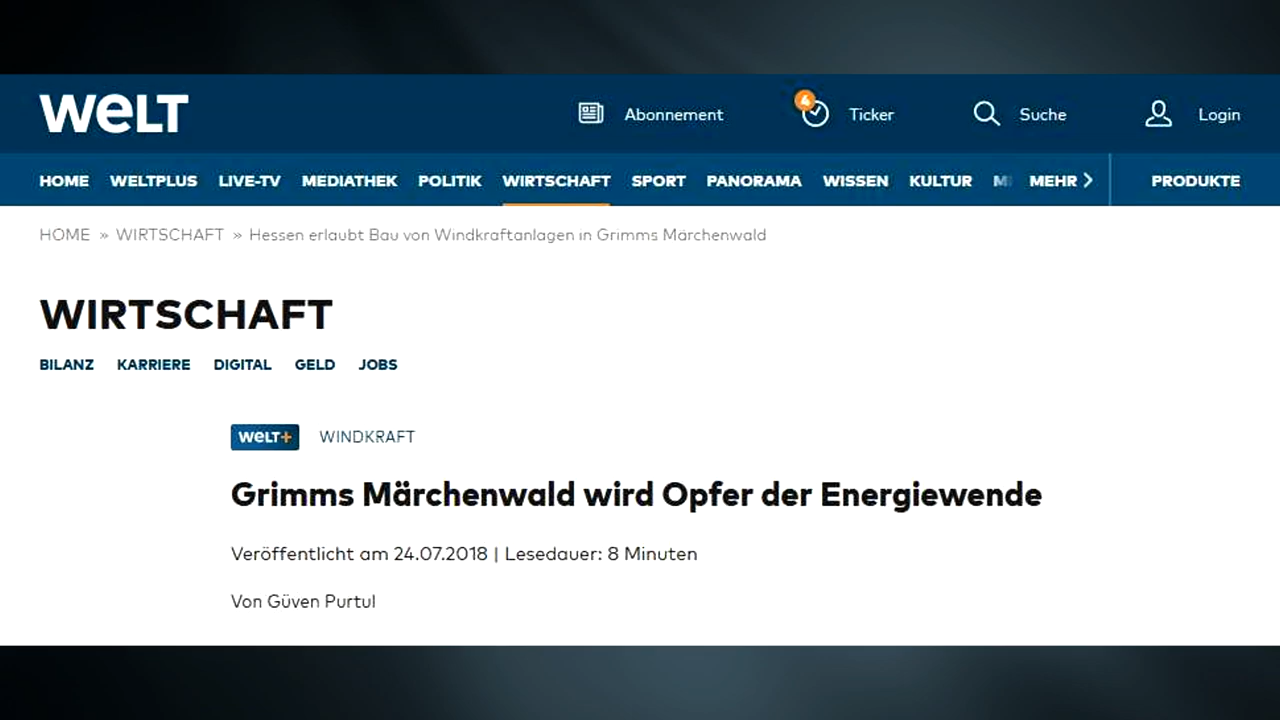 WELT
4
Abonnement Ticker Suche Login
HOME WELTPLUS LIVE-TV MEDIATHEK POLITIK WIRTSCHAFT SPORT PANORAMA WISSEN KULTUR MEHR PRODUKTE
HOME » WIRTSCHAFT » Hessen erlaubt Bau von Windkraftanlagen in Grimms Märchenwald
WIRTSCHAFT
BILANZ KARRIERE DIGITAL GELD JOBS
WELT+ WINDKRAFT
Grimms Märchenwald wird Opfer der Energiewende
Veröffentlicht am 24.07.2018 | Lesedauer: 8 Minuten
Von Güven Purtul